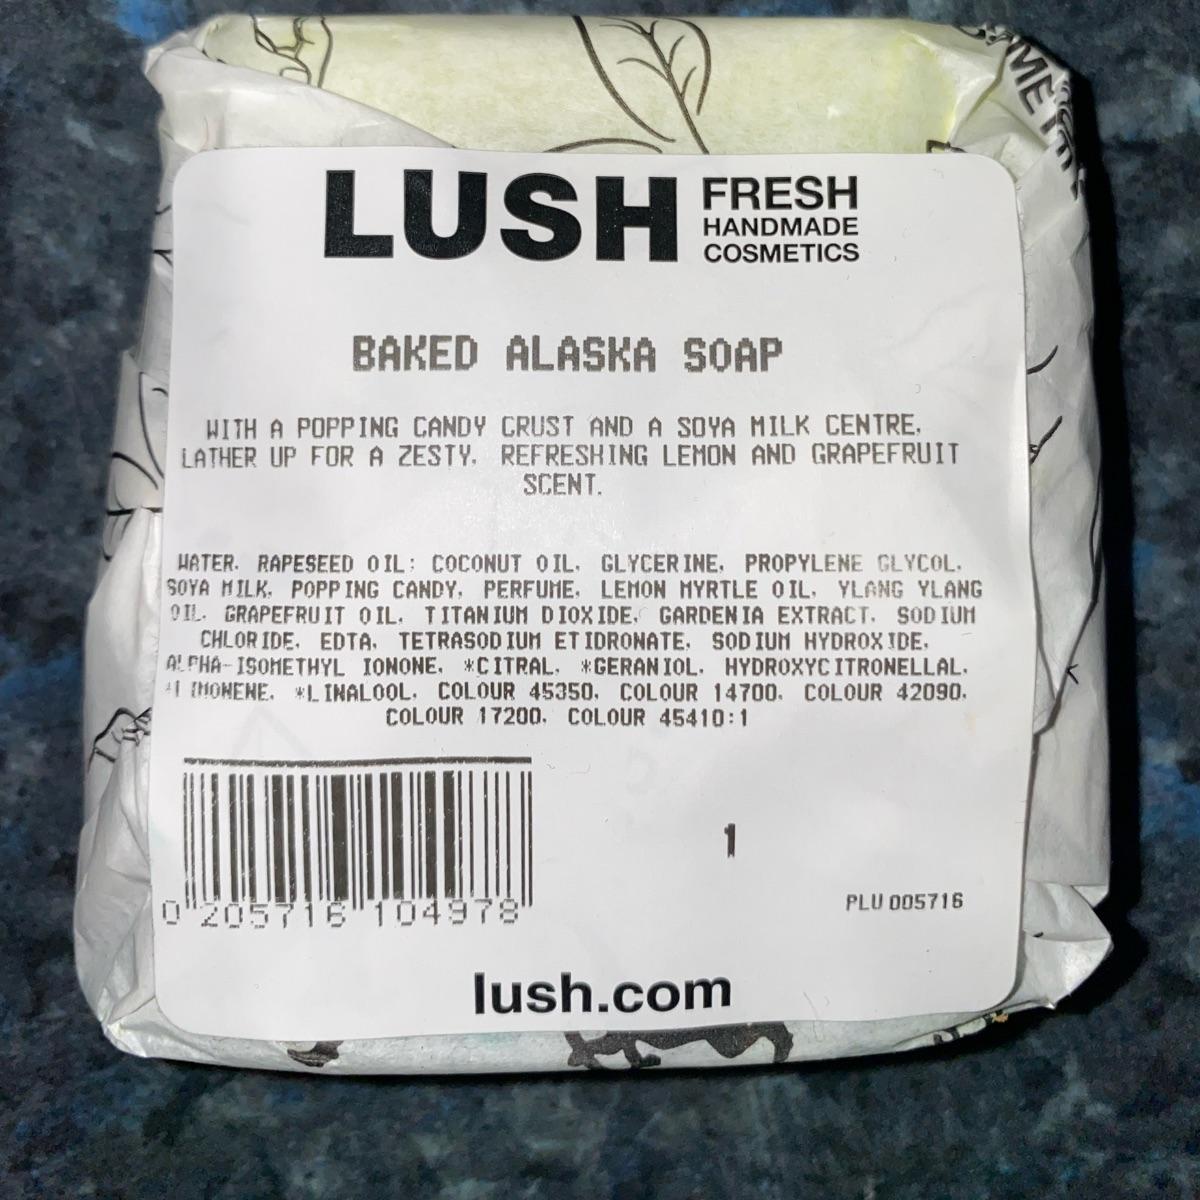 COSMETI
LUSH FRESH
HANDMADE
COSMETICS
BAKED ALASKA SOAP
WITH A POPPING CANDY CRUST AND A SOYA MILK CENTRE,
LATHER UP FOR A ZESTY, REFRESHING LEMON AND GRAPEFRUIT
SCENT.
WATER, RAPESEED OIL; COCONUT OIL, GLYCERINE, PROPYLENE GLYCOL,
SOYA MILK, POPPING CANDY, PERFUME, LEMON MYRTLE OIL, YLANG YLANG
OIL, GRAPEFRUIT OIL, TITANIUM DIOXIDE, GARDENIA EXTRACT, SODIUM
CHLORIDE, EDTA, TETRASODIUM ETIDRONATE, SODIUM HYDROXIDE,
ALPHA-ISOMETHYL IONONE, *CITRAL, *GERANIOL, HYDROXYCITRONELLAL,
*LIMONENE, *LINALOOL, COLOUR 45350, COLOUR 14700, COLOUR 42090,
COLOUR 17200, COLOUR 45410:1
1
0 205716 104978
PLU 005716
lush.com